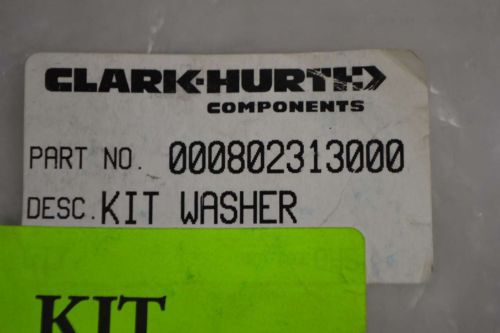 CLARK-HURTH
COMPONENTS
PART NO. 000802313000
DESC. KIT WASHER
KIT